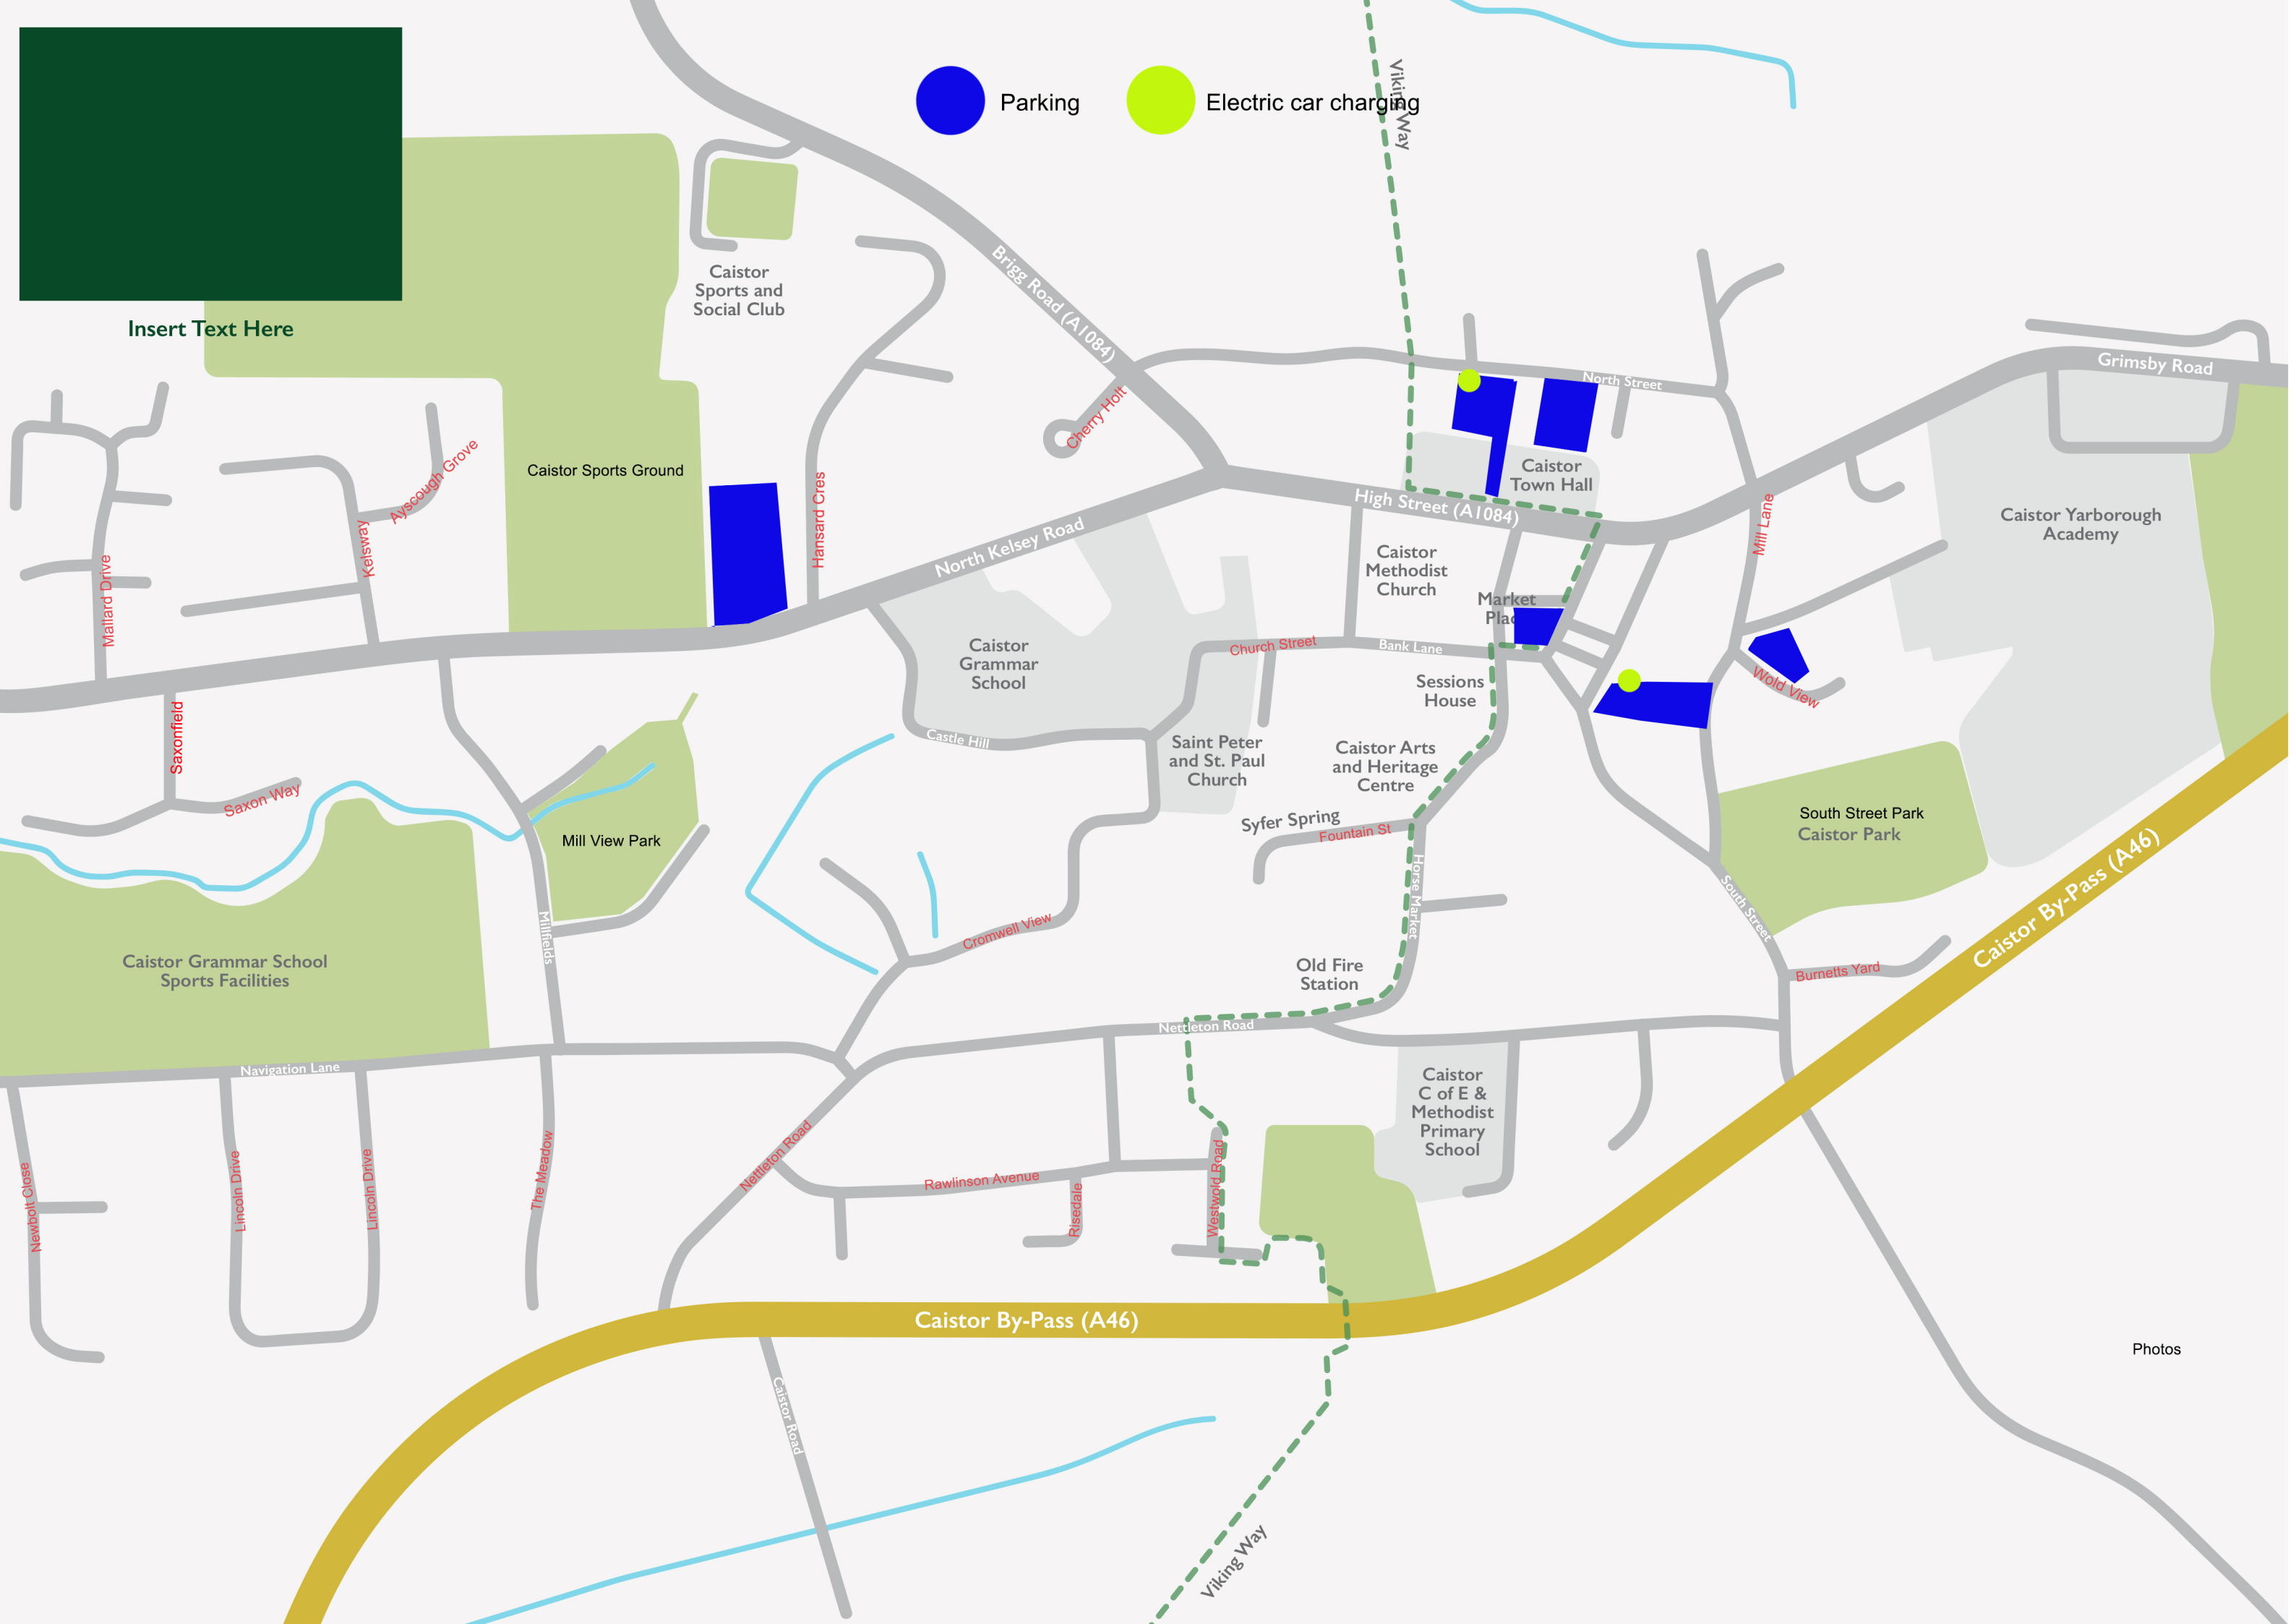 Parking
Electric car charging
Viking Way
Insert Text Here
Caistor
Sports and
Social Club
Brigg Road (A1084)
Grimsby Road
North Street
Cherry Holt
Ayscough Grove
Caistor Sports Ground
Hansard Cres
Caistor
Town Hall
High Street (A1084)
Mill Lane
Caistor Yarborough
Academy
Kelsway
Mallard Drive
North Kelsey Road
Caistor
Methodist
Church
Market
Plac
Caistor
Grammar
School
Church Street
Bank Lane
Sessions
House
Wold View
Saxonfield
Castle Hill
Saint Peter
and St. Paul
Church
Caistor Arts
and Heritage
Centre
Saxon Way
Syfer Spring
Fountain St
South Street Park
Caistor Park
Mill View Park
Caistor By-Pass (A46)
Horse Market
South Street
Millfields
Cromwell View
Caistor Grammar School
Sports Facilities
Old Fire
Station
Burnetts Yard
Nettleton Road
Navigation Lane
Caistor
C of E &
Methodist
Primary
School
Nettleton Road
The Meadow
Newbolt Close
Lincoln Drive
Lincoln Drive
Rawlinson Avenue
Risedale
Westwold Road
Caistor By-Pass (A46)
Photos
Caistor Road
Viking Way